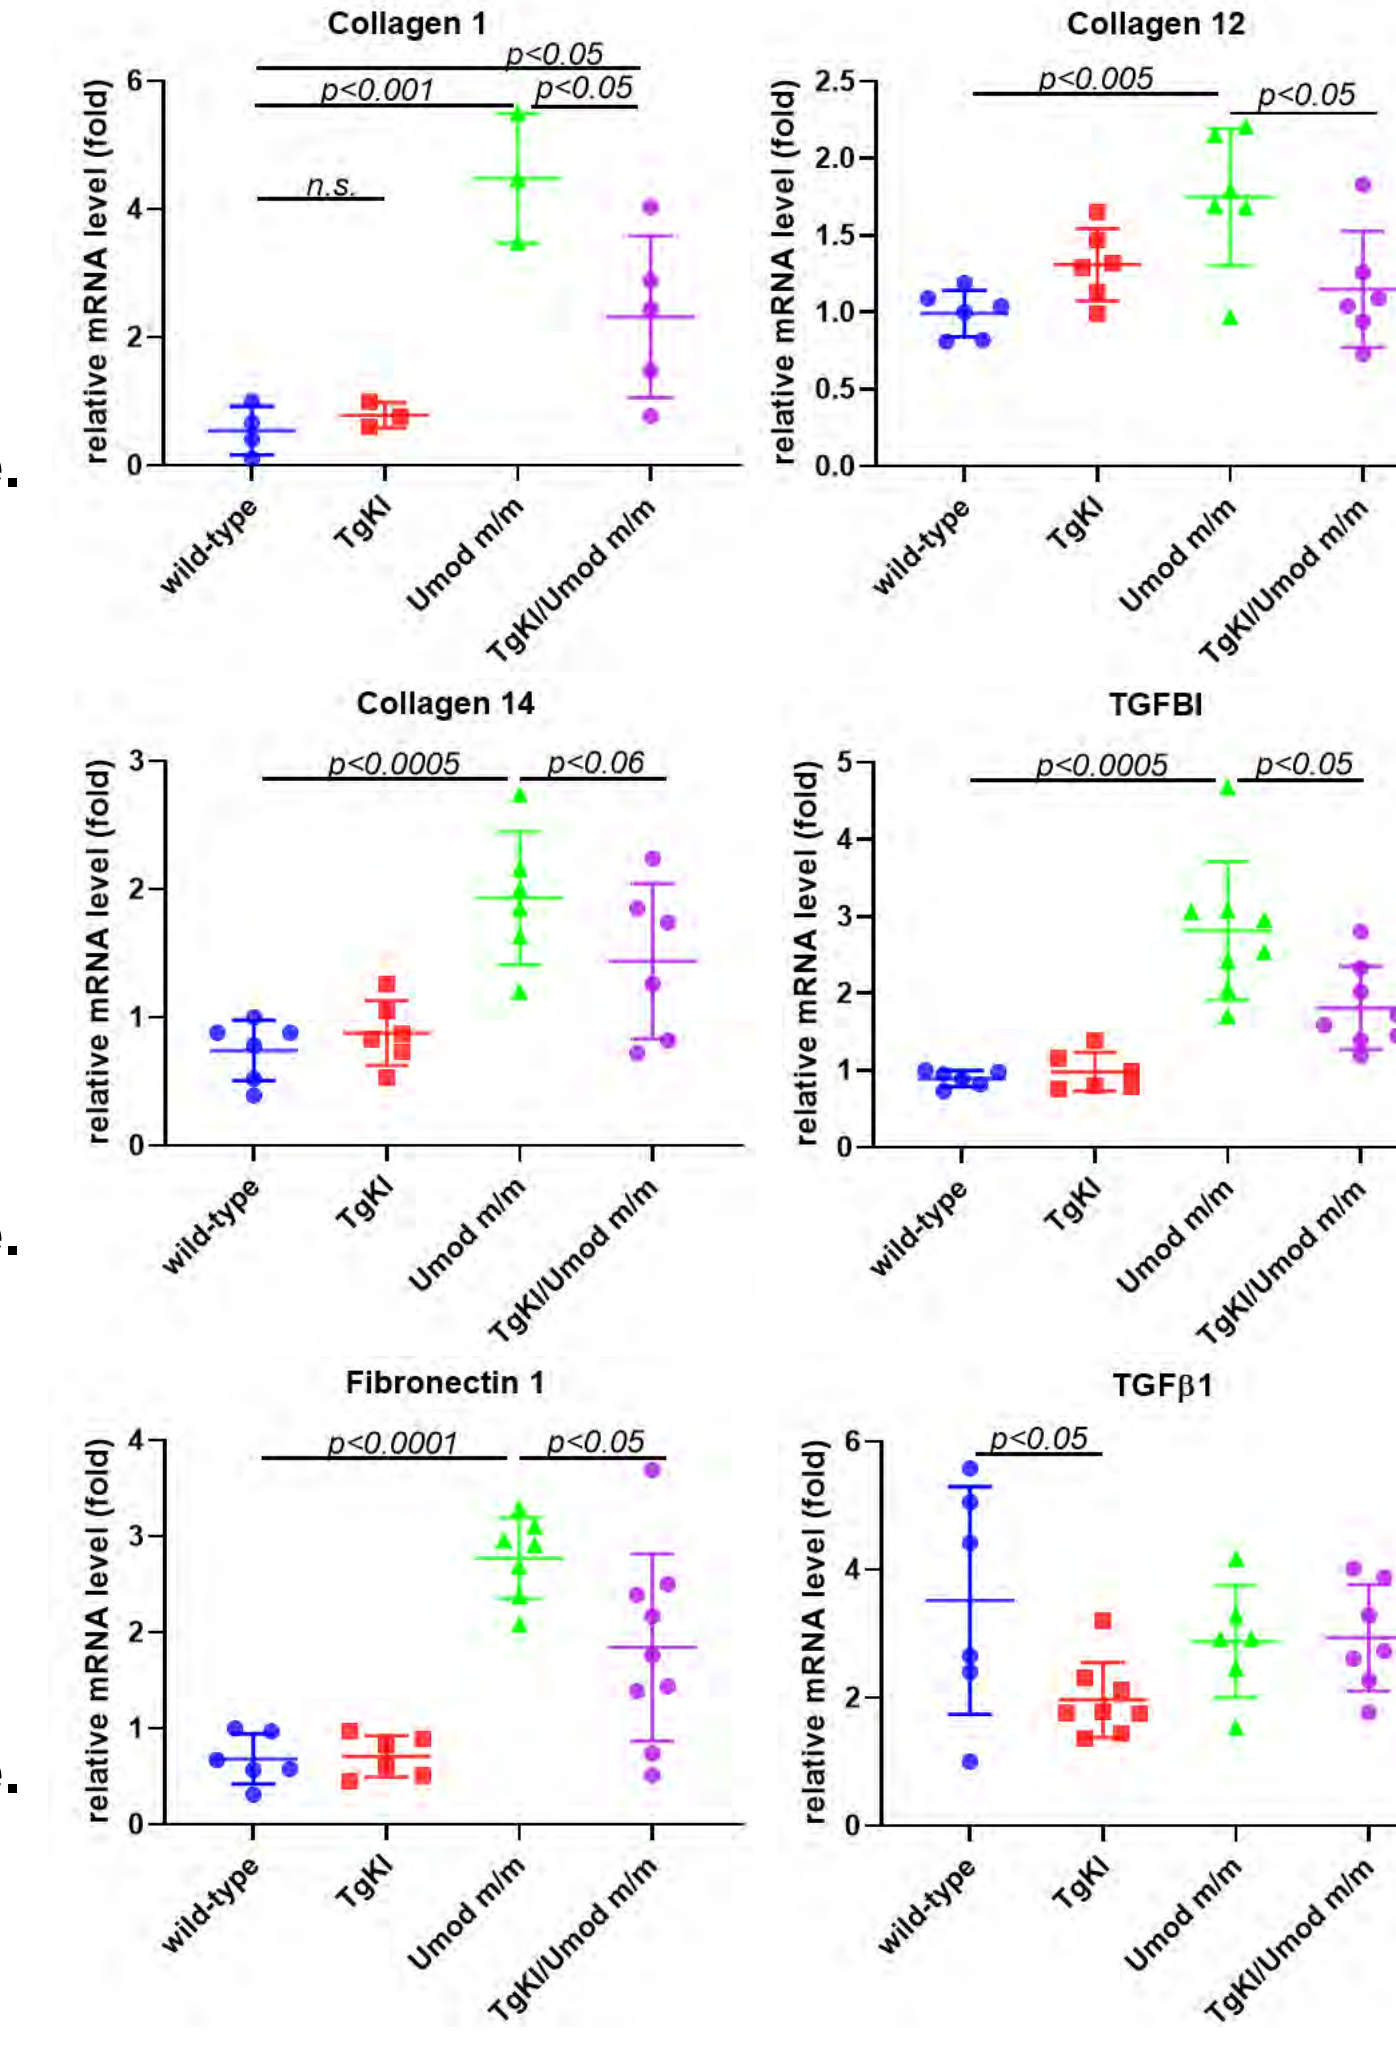 Collagen 1
p<0.05
p<0.001
p<0.05
n.s.
relative mRNA level (fold)
6
4
2
0
wild-type
TgKI
Umod m/m
TgKI/Umod m/m
Collagen 12
p<0.005
p<0.05
relative mRNA level (fold)
2.5
2.0
1.5
1.0
0.5
0.0
wild-type
TgKI
Umod m/m
TgKI/Umod m/m
e.
Collagen 14
p<0.0005
p<0.06
relative mRNA level (fold)
3
2
1
0
wild-type
TgKI
Umod m/m
TgKI/Umod m/m
TGFBI
p<0.0005
p<0.05
relative mRNA level (fold)
5
4
3
2
1
0
wild-type
TgKI
Umod m/m
TgKI/Umod m/m
e.
Fibronectin 1
p<0.0001
p<0.05
relative mRNA level (fold)
4
3
2
1
0
wild-type
TgKI
Umod m/m
TgKI/Umod m/m
TGFβ1
p<0.05
relative mRNA level (fold)
6
4
2
0
wild-type
TgKI
Umod m/m
TgKI/Umod m/m
e.